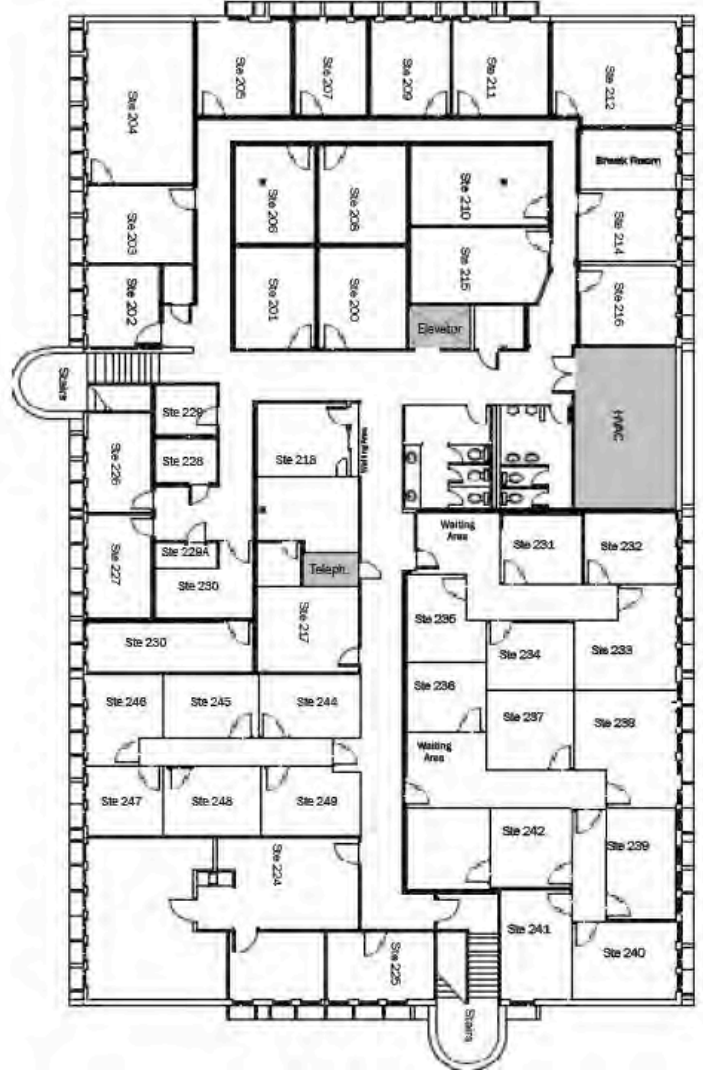 Ste 204
Ste 205
Ste 207
Ste 209
Ste 211
Ste 212
Break Room
Ste 203
Ste 206
Ste 208
Ste 210
Ste 214
Ste 202
Ste 201
Ste 200
Ste 215
Ste 216
Elevator
Stairs
Ste 229
Ste 228
Ste 226
Ste 218
Waiting Area
HVAC
Ste 227
Ste 229A
Ste 230
Teleph.
Waiting
Area
Ste 231
Ste 232
Ste 230
Ste 217
Ste 235
Ste 234
Ste 233
Ste 246
Ste 245
Ste 244
Ste 236
Ste 237
Ste 238
Waiting
Area
Ste 247
Ste 248
Ste 249
Ste 224
Ste 242
Ste 239
Ste 225
Ste 241
Ste 240
Stairs